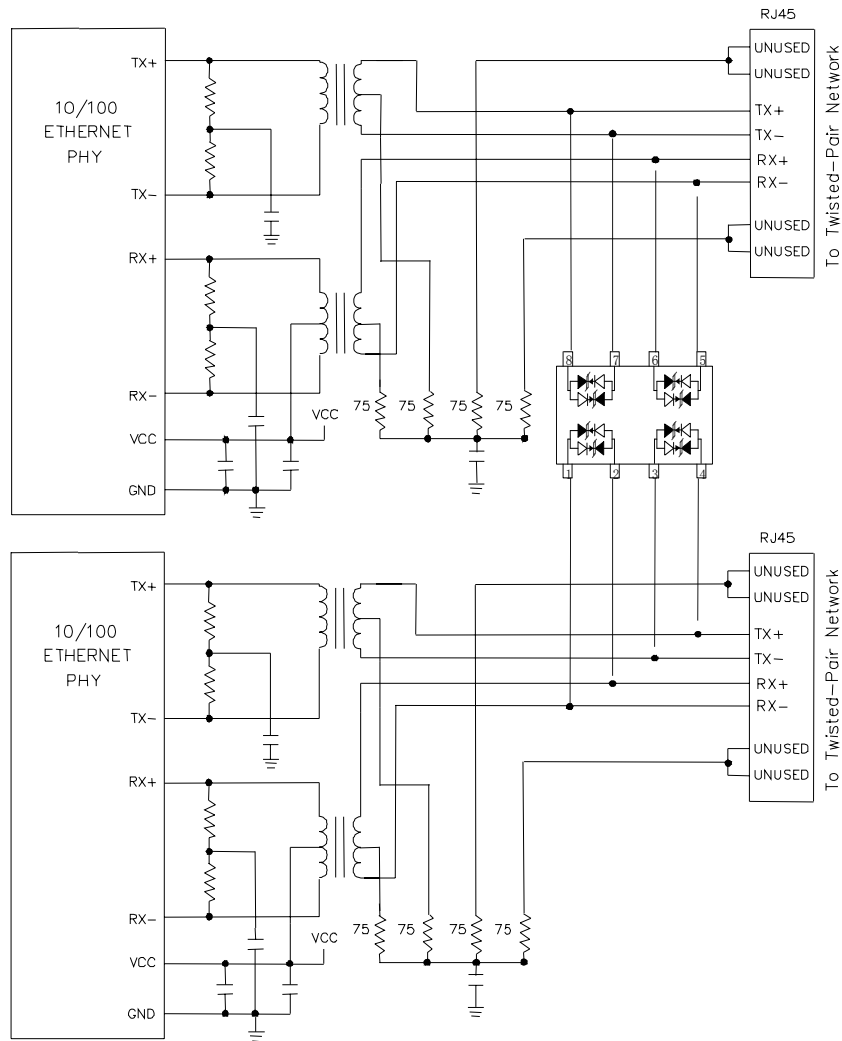 RJ45
UNUSED
UNUSED
TX+
TX-
RX+
RX-
UNUSED
UNUSED
To Twisted-Pair Network
10/100
ETHERNET
PHY
TX+
TX-
RX+
RX-
VCC
GND
VCC
75
75
75
75
8
7
6
5
1
2
3
4
RJ45
UNUSED
UNUSED
TX+
TX-
RX+
RX-
UNUSED
UNUSED
To Twisted-Pair Network
10/100
ETHERNET
PHY
TX+
TX-
RX+
RX-
VCC
GND
VCC
75
75
75
75